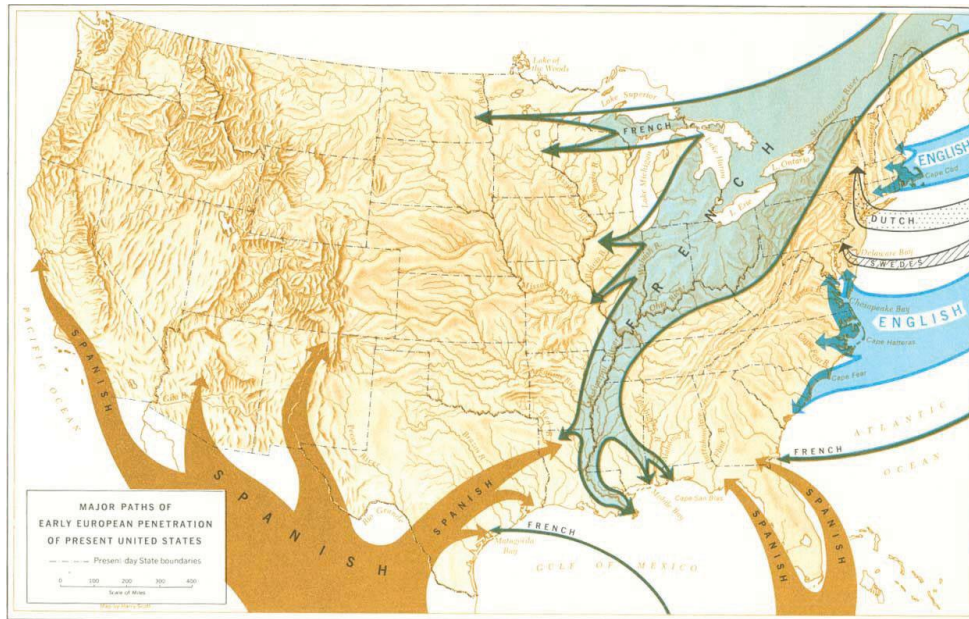 Lake of
the Woods
Lake Superior
St. Lawrence River
FRENCH
Lake Huron
Lake Michigan
L. Ontario
L. Erie
FRENCH
ENGLISH
Cape Cod
DUTCH
Delaware Bay
SWEDES
Chesapeake Bay
ENGLISH
Cape Hatteras
Cape Fear
ATLANTIC
OCEAN
FRENCH
PACIFIC OCEAN
SPANISH
SPANISH
SPANISH
Rio Grande
Matagorda
Bay
FRENCH
Mobile Bay
Cape San Blas
GULF OF MEXICO
SPANISH
SPANISH
MAJOR PATHS OF
EARLY EUROPEAN PENETRATION
OF PRESENT UNITED STATES
Present-day State boundaries
0 100 200 300 400
Scale of Miles